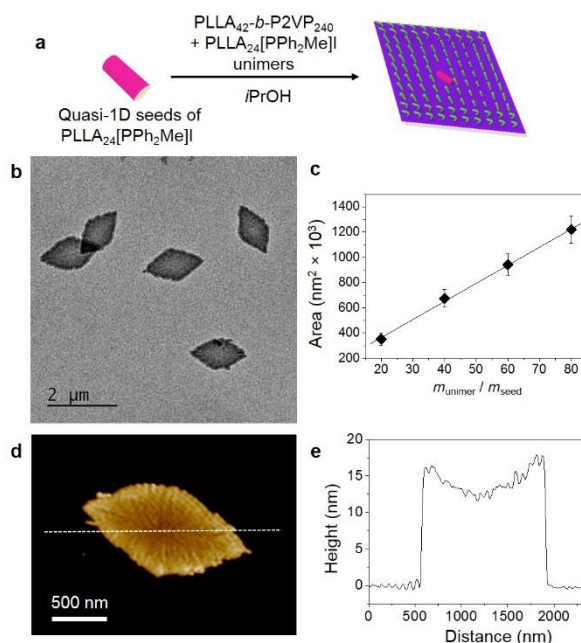 a
PLLA₄₂-b-P2VP₂₄₀
+ PLLA₂₄[PPh₂Me]I
unimers
iPrOH
Quasi-1D seeds of
PLLA₂₄[PPh₂Me]I
b
2 μm
c
Area (nm² × 10³)
1400
1200
1000
800
600
400
200
20 30 40 50 60 70 80
m_unimer / m_seed
d
500 nm
e
Height (nm)
20
15
10
5
0
0 500 1000 1500 2000
Distance (nm)